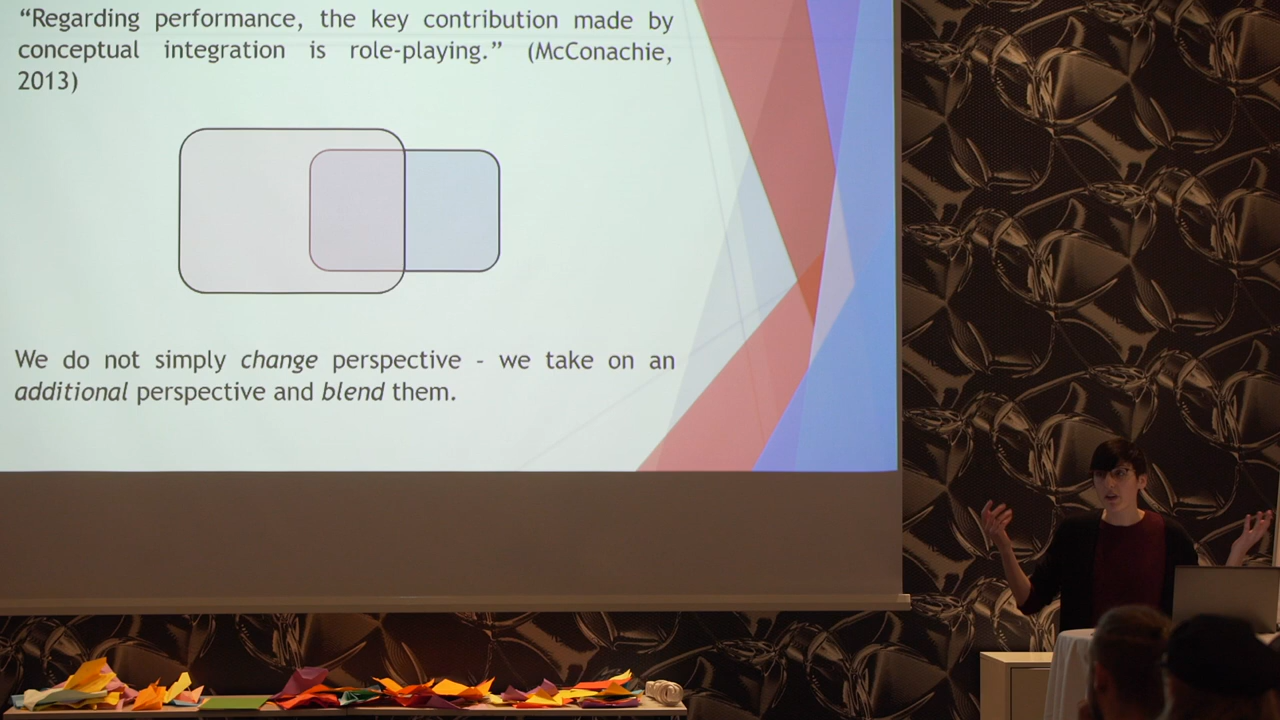 “Regarding performance, the key contribution made by
conceptual integration is role-playing.” (McConachie,
2013)
We do not simply change perspective - we take on an
additional perspective and blend them.